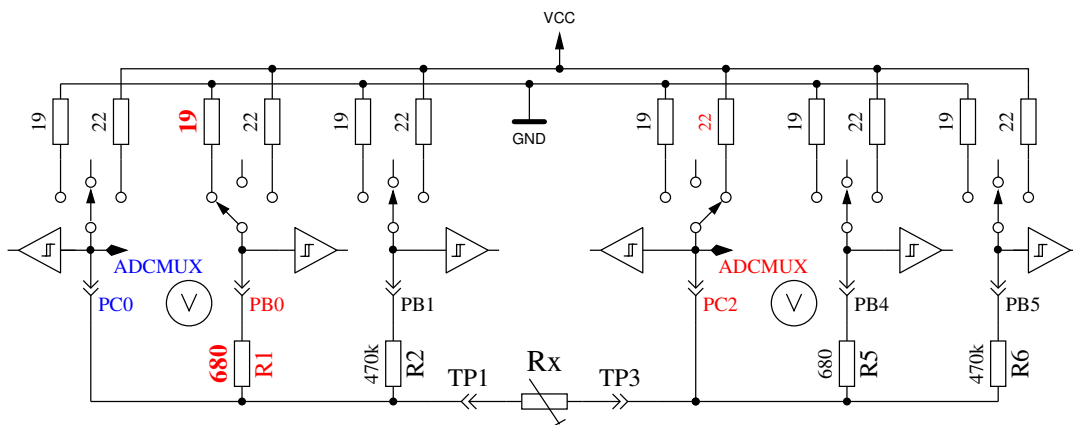 VCC
19 22 19 22 19 22 19 22 19 22 19 22
GND
ADCMUX ADCMUX
PC0 V PB0 PB1 PC2 V PB4 PB5
680 R1 470k R2 680 R5 470k R6
TP1 Rx TP3